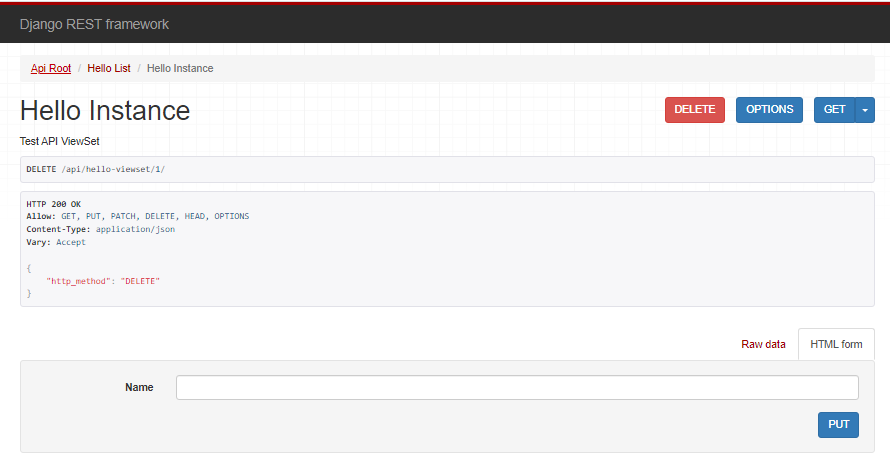 Django REST framework
Api Root / Hello List / Hello Instance
Hello Instance
DELETE OPTIONS GET
Test API ViewSet
DELETE /api/hello-viewset/1/
HTTP 200 OK
Allow: GET, PUT, PATCH, DELETE, HEAD, OPTIONS
Content-Type: application/json
Vary: Accept
{
"http_method": "DELETE"
}
Raw data HTML form
Name
PUT